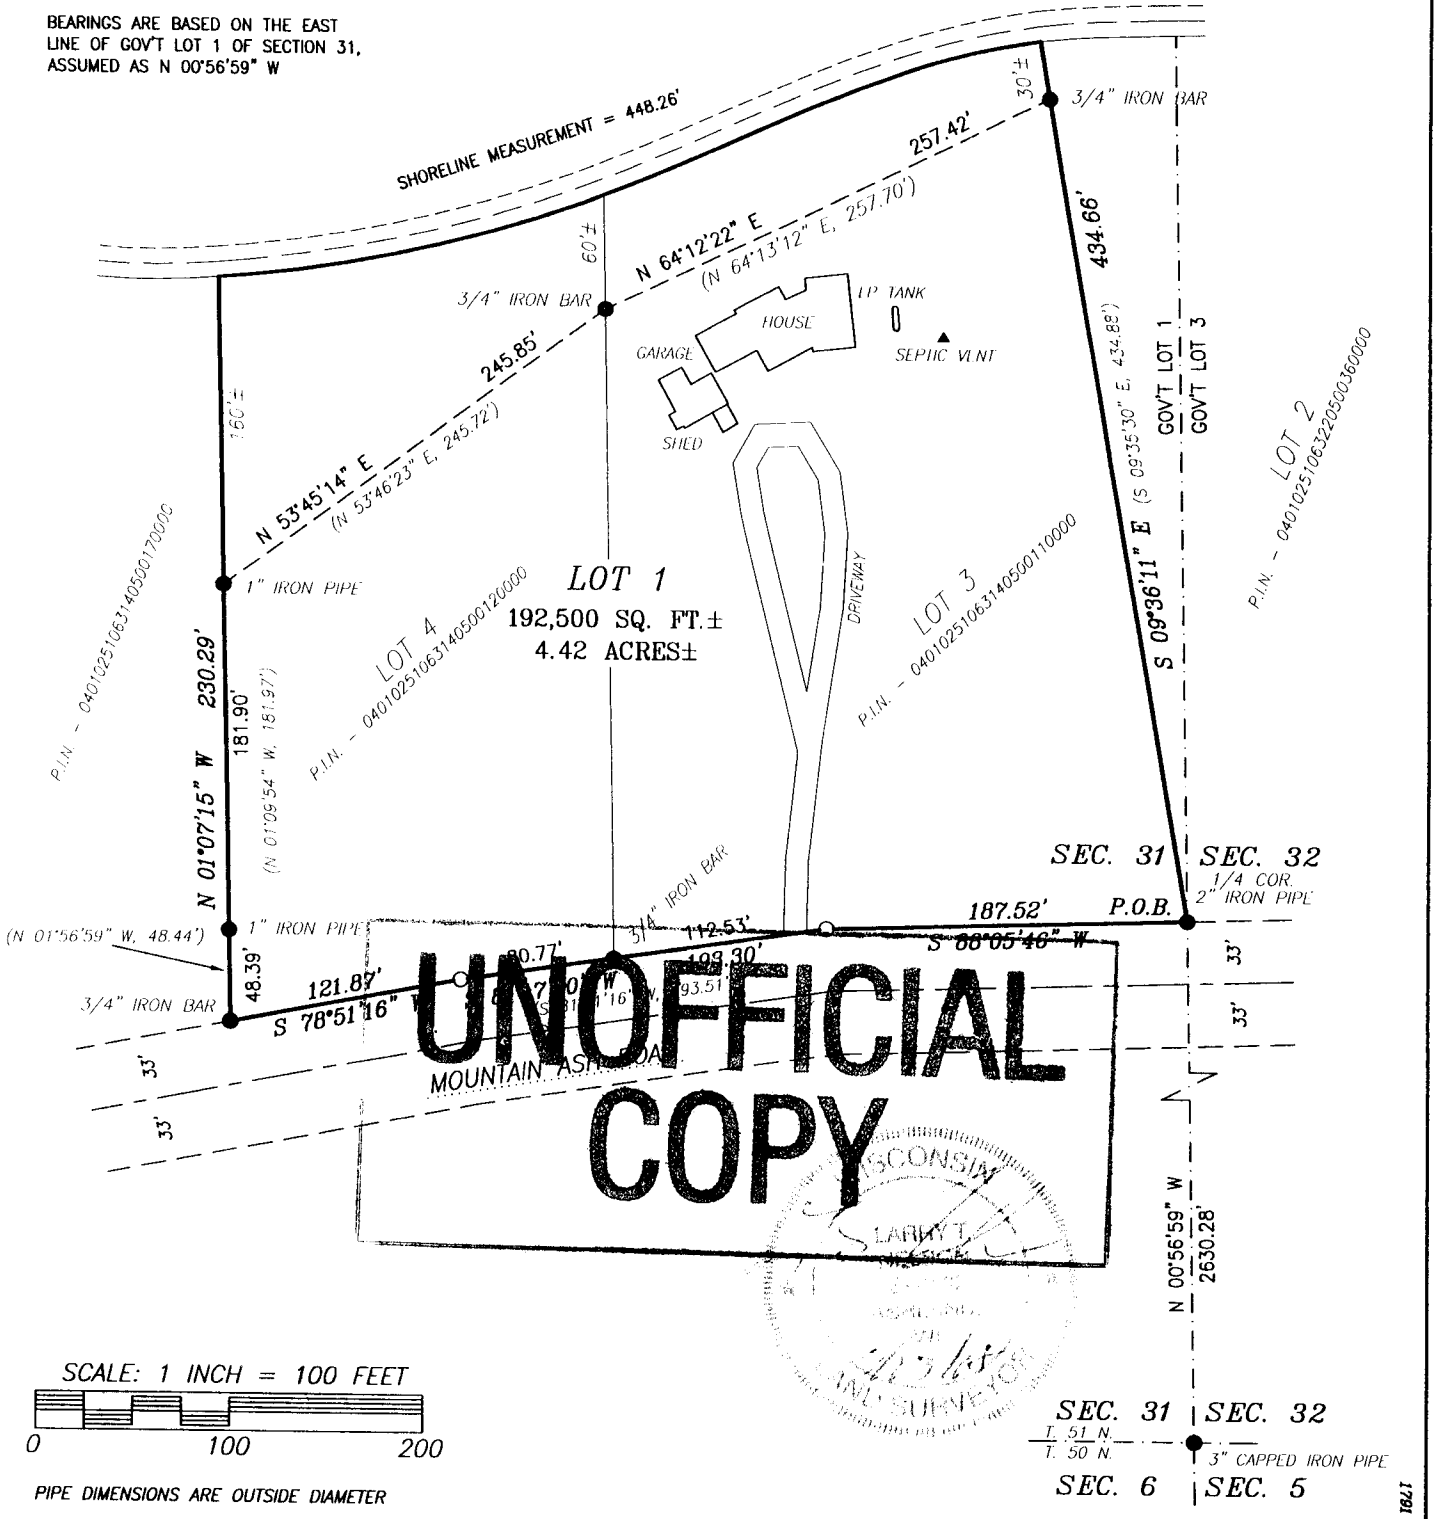 BEARINGS ARE BASED ON THE EAST
LINE OF GOV'T LOT 1 OF SECTION 31,
ASSUMED AS N 00°56'59" W
SHORELINE MEASUREMENT = 448.26'
30'±
3/4" IRON BAR
257.42'
N 64°12'22" E
(N 64°13'12" E, 257.70')
60'±
3/4" IRON BAR
434.66'
S 09°36'11" E
(S 09°35'30" E, 434.88')
GOV'T LOT 1
GOV'T LOT 3
LP TANK
HOUSE
GARAGE
SEPTIC VENT
SHED
245.85'
N 53°45'14" E
(N 53°46'23" E, 245.72')
160'±
LOT 2
P.I.N. - 04010251063220500360000
P.I.N. - 04010251063140500170000
1" IRON PIPE
LOT 1
192,500 SQ. FT.±
4.42 ACRES±
LOT 4
P.I.N. - 04010251063140500120000
DRIVEWAY
LOT 3
P.I.N. - 04010251063140500110000
N 01°07'15" W 230.29'
181.90'
(N 01°09'54" W, 181.97')
SEC. 31
SEC. 32
1/4 COR.
2" IRON PIPE
3/4" IRON BAR
187.52'
P.O.B.
S 88°05'46" W
1" IRON PIPE
(N 01°56'59" W, 48.44')
112.53'
193.30'
80.77'
48.39'
121.87'
S 78°51'16" W
3/4" IRON BAR
33'
33'
33'
33'
MOUNTAIN ASH ROAD
UNOFFICIAL
COPY
WISCONSIN
LARRY T.
NELSON
ASHLAND
LAND SURVEYOR
N 00°56'59" W
2630.28'
SCALE: 1 INCH = 100 FEET
0 100 200
PIPE DIMENSIONS ARE OUTSIDE DIAMETER
SEC. 31
SEC. 32
T. 51 N.
T. 50 N.
3" CAPPED IRON PIPE
SEC. 6
SEC. 5
1791